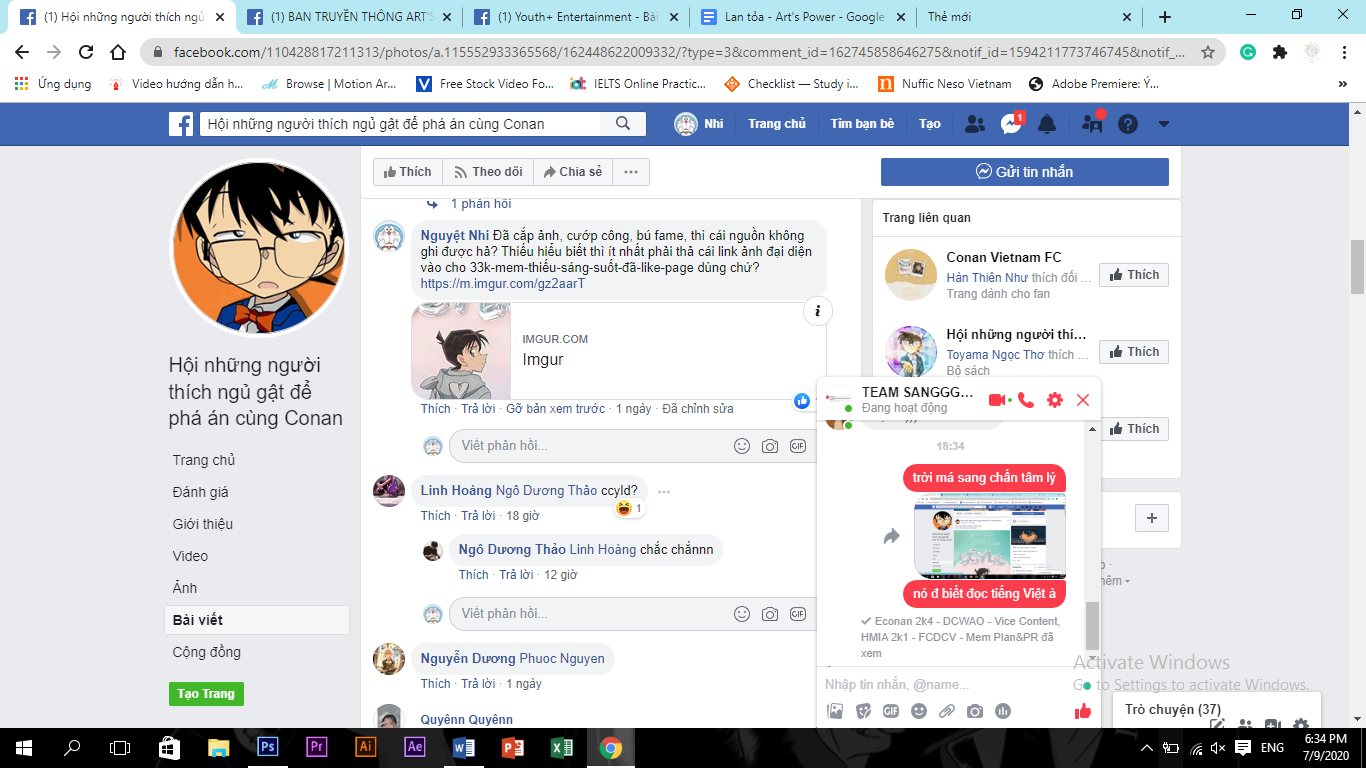 (1) Hội những người thích ngủ
(1) BAN TRUYỀN THÔNG ART'S
(1) Youth+ Entertainment - Bài
Lan tỏa - Art's Power - Google
Thẻ mới
facebook.com/110428817211313/photos/a.115552933365568/162448622009332/?type=3&comment_id=162745858646275&notif_id=1594211773746745&notif_...
Ứng dụng
Video hướng dẫn h...
Browse | Motion Ar...
Free Stock Video Fo...
IELTS Online Practic...
Checklist — Study i...
Nuffic Neso Vietnam
Adobe Premiere: Ý...
Hội những người thích ngủ gật để phá án cùng Conan
Nhi
Trang chủ
Tìm bạn bè
Tạo
1
Thích
Theo dõi
Chia sẻ
Gửi tin nhắn
Hội những người
thích ngủ gật để
phá án cùng Conan
Trang chủ
Đánh giá
Giới thiệu
Video
Ảnh
Bài viết
Cộng đồng
Tạo Trang
1 phản hồi
Nguyệt Nhi Đã cắp ảnh, cướp công, bú fame, thì cái nguồn không
ghi được hả? Thiếu hiểu biết thì ít nhất phải thả cái link ảnh đại diện
vào cho 33k-mem-thiếu-sáng-suốt-đã-like-page dùng chứ?
https://m.imgur.com/gz2aarT
IMGUR.COM
Imgur
Thích · Trả lời · Gỡ bản xem trước · 1 ngày · Đã chỉnh sửa
Viết phản hồi...
GIF
Linh Hoàng Ngô Dương Thảo ccyld?
1
Thích · Trả lời · 18 giờ
Ngô Dương Thảo Linh Hoàng chắc chắnnn
Thích · Trả lời · 12 giờ
Viết phản hồi...
GIF
Nguyễn Dương Phuoc Nguyen
Thích · Trả lời · 1 ngày
Quyênn Quyênn
Trang liên quan
Conan Vietnam FC
Hàn Thiên Như thích đối ...
Trang dành cho fan
Thích
Hội những người thí...
Toyama Ngọc Thơ thích ...
Bộ sách
Thích
Thích
TEAM SANGGG...
Đang hoạt động
18:34
trời má sang chấn tâm lý
nó đ biết đọc tiếng Việt à
Econan 2k4 - DCWAO - Vice Content,
HMIA 2k1 - FCDCV - Mem Plan&PR đã
xem
Nhập tin nhắn, @name...
GIF
Activate Windows
Go to Settings to activate Windows.
Trò chuyện (37)
Ps
Pr
Ai
Ae
ENG
6:34 PM
7/9/2020